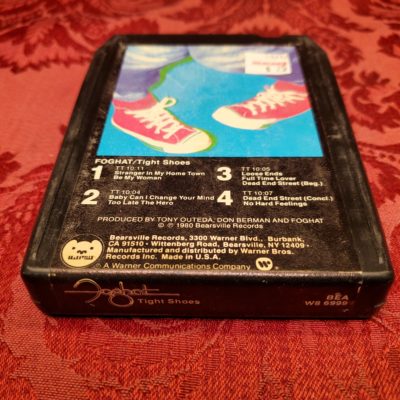 FOGHAT/Tight Shoes
1 TT 10:11
Stranger In My Home Town
Be My Woman
2 TT 10:04
Baby Can I Change Your Mind
Too Late The Hero
3 TT 10:05
Loose Ends
Full Time Lover
Dead End Street (Beg.)
4 TT 10:07
Dead End Street (Concl.)
No Hard Feelings
PRODUCED BY TONY OUTEDA, DON BERMAN AND FOGHAT
℗ © 1980 Bearsville Records
Bearsville Records, 3300 Warner Blvd., Burbank,
CA 91510 • Wittenberg Road, Bearsville, NY 12409 •
Manufactured and distributed by Warner Bros.
Records Inc. Made in U.S.A.
A Warner Communications Company
BEARSVILLE
Foghat
Tight Shoes
BEA
W8 6999